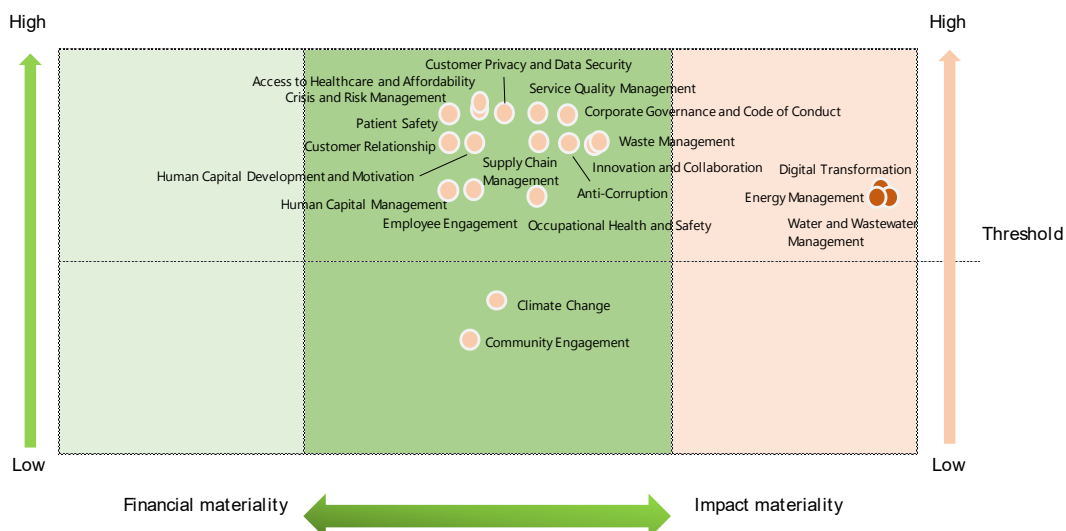 High
High
Customer Privacy and Data Security
Access to Healthcare and Affordability
Service Quality Management
Crisis and Risk Management
Corporate Governance and Code of Conduct
Patient Safety
Customer Relationship
Waste Management
Supply Chain
Management
Innovation and Collaboration
Digital Transformation
Human Capital Development and Motivation
Anti-Corruption
Energy Management
Human Capital Management
Employee Engagement
Occupational Health and Safety
Water and Wastewater
Management
Threshold
Climate Change
Community Engagement
Low
Low
Financial materiality
Impact materiality